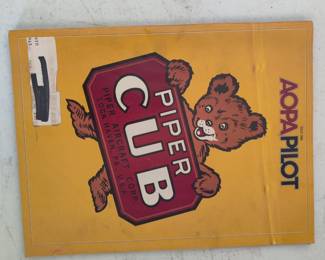 AOPA PILOT
PIPER
CUB
PIPER AIRCRAFT CORP.
LOCK HAVEN, PA.